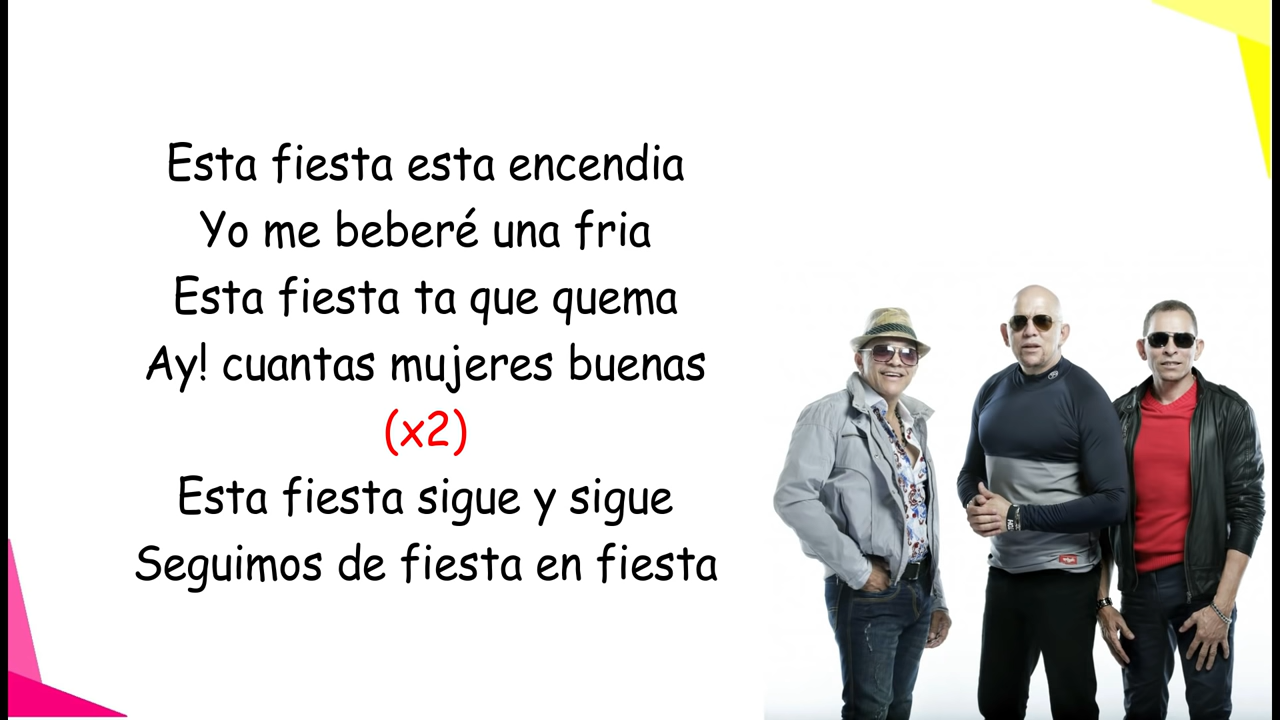 Esta fiesta esta encendia
Yo me beberé una fria
Esta fiesta ta que quema
Ay! cuantas mujeres buenas
(x2)
Esta fiesta sigue y sigue
Seguimos de fiesta en fiesta